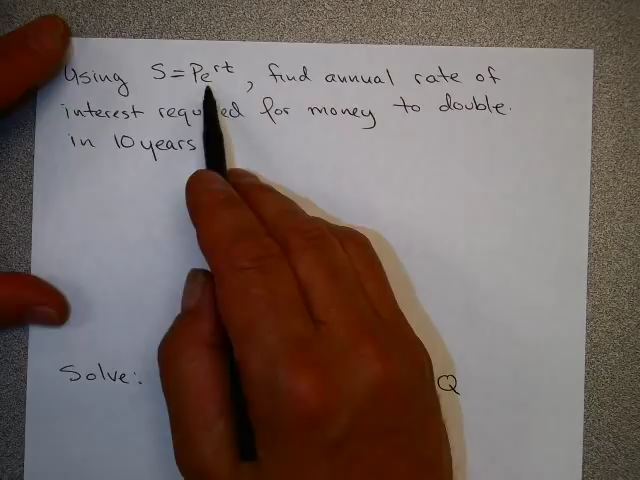 Using S=Pe^rt, find annual rate of
interest required for money to double.
in 10 years
Solve: